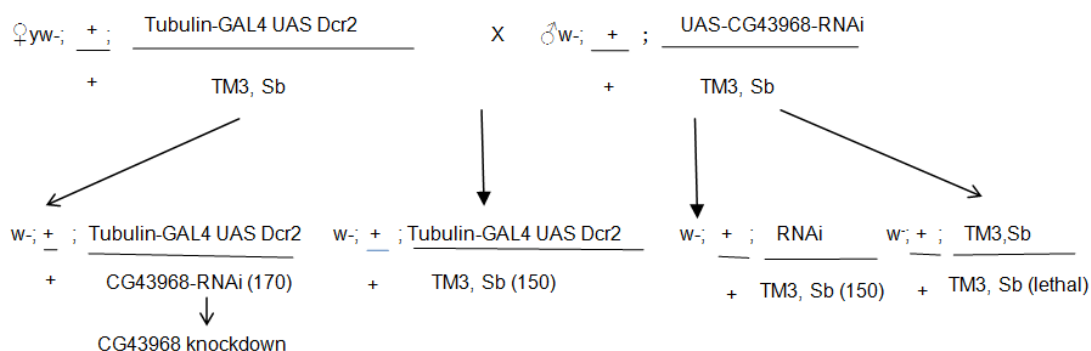 ♀yw-; + ; Tubulin-GAL4 UAS Dcr2 X ♂w-; + ; UAS-CG43968-RNAi
+ TM3, Sb + TM3, Sb
w-; + ; Tubulin-GAL4 UAS Dcr2 w-; + ; Tubulin-GAL4 UAS Dcr2 w-; + ; RNAi w-; + ; TM3,Sb
+ CG43968-RNAi (170) + TM3, Sb (150) + TM3, Sb (150) + TM3, Sb (lethal)
CG43968 knockdown